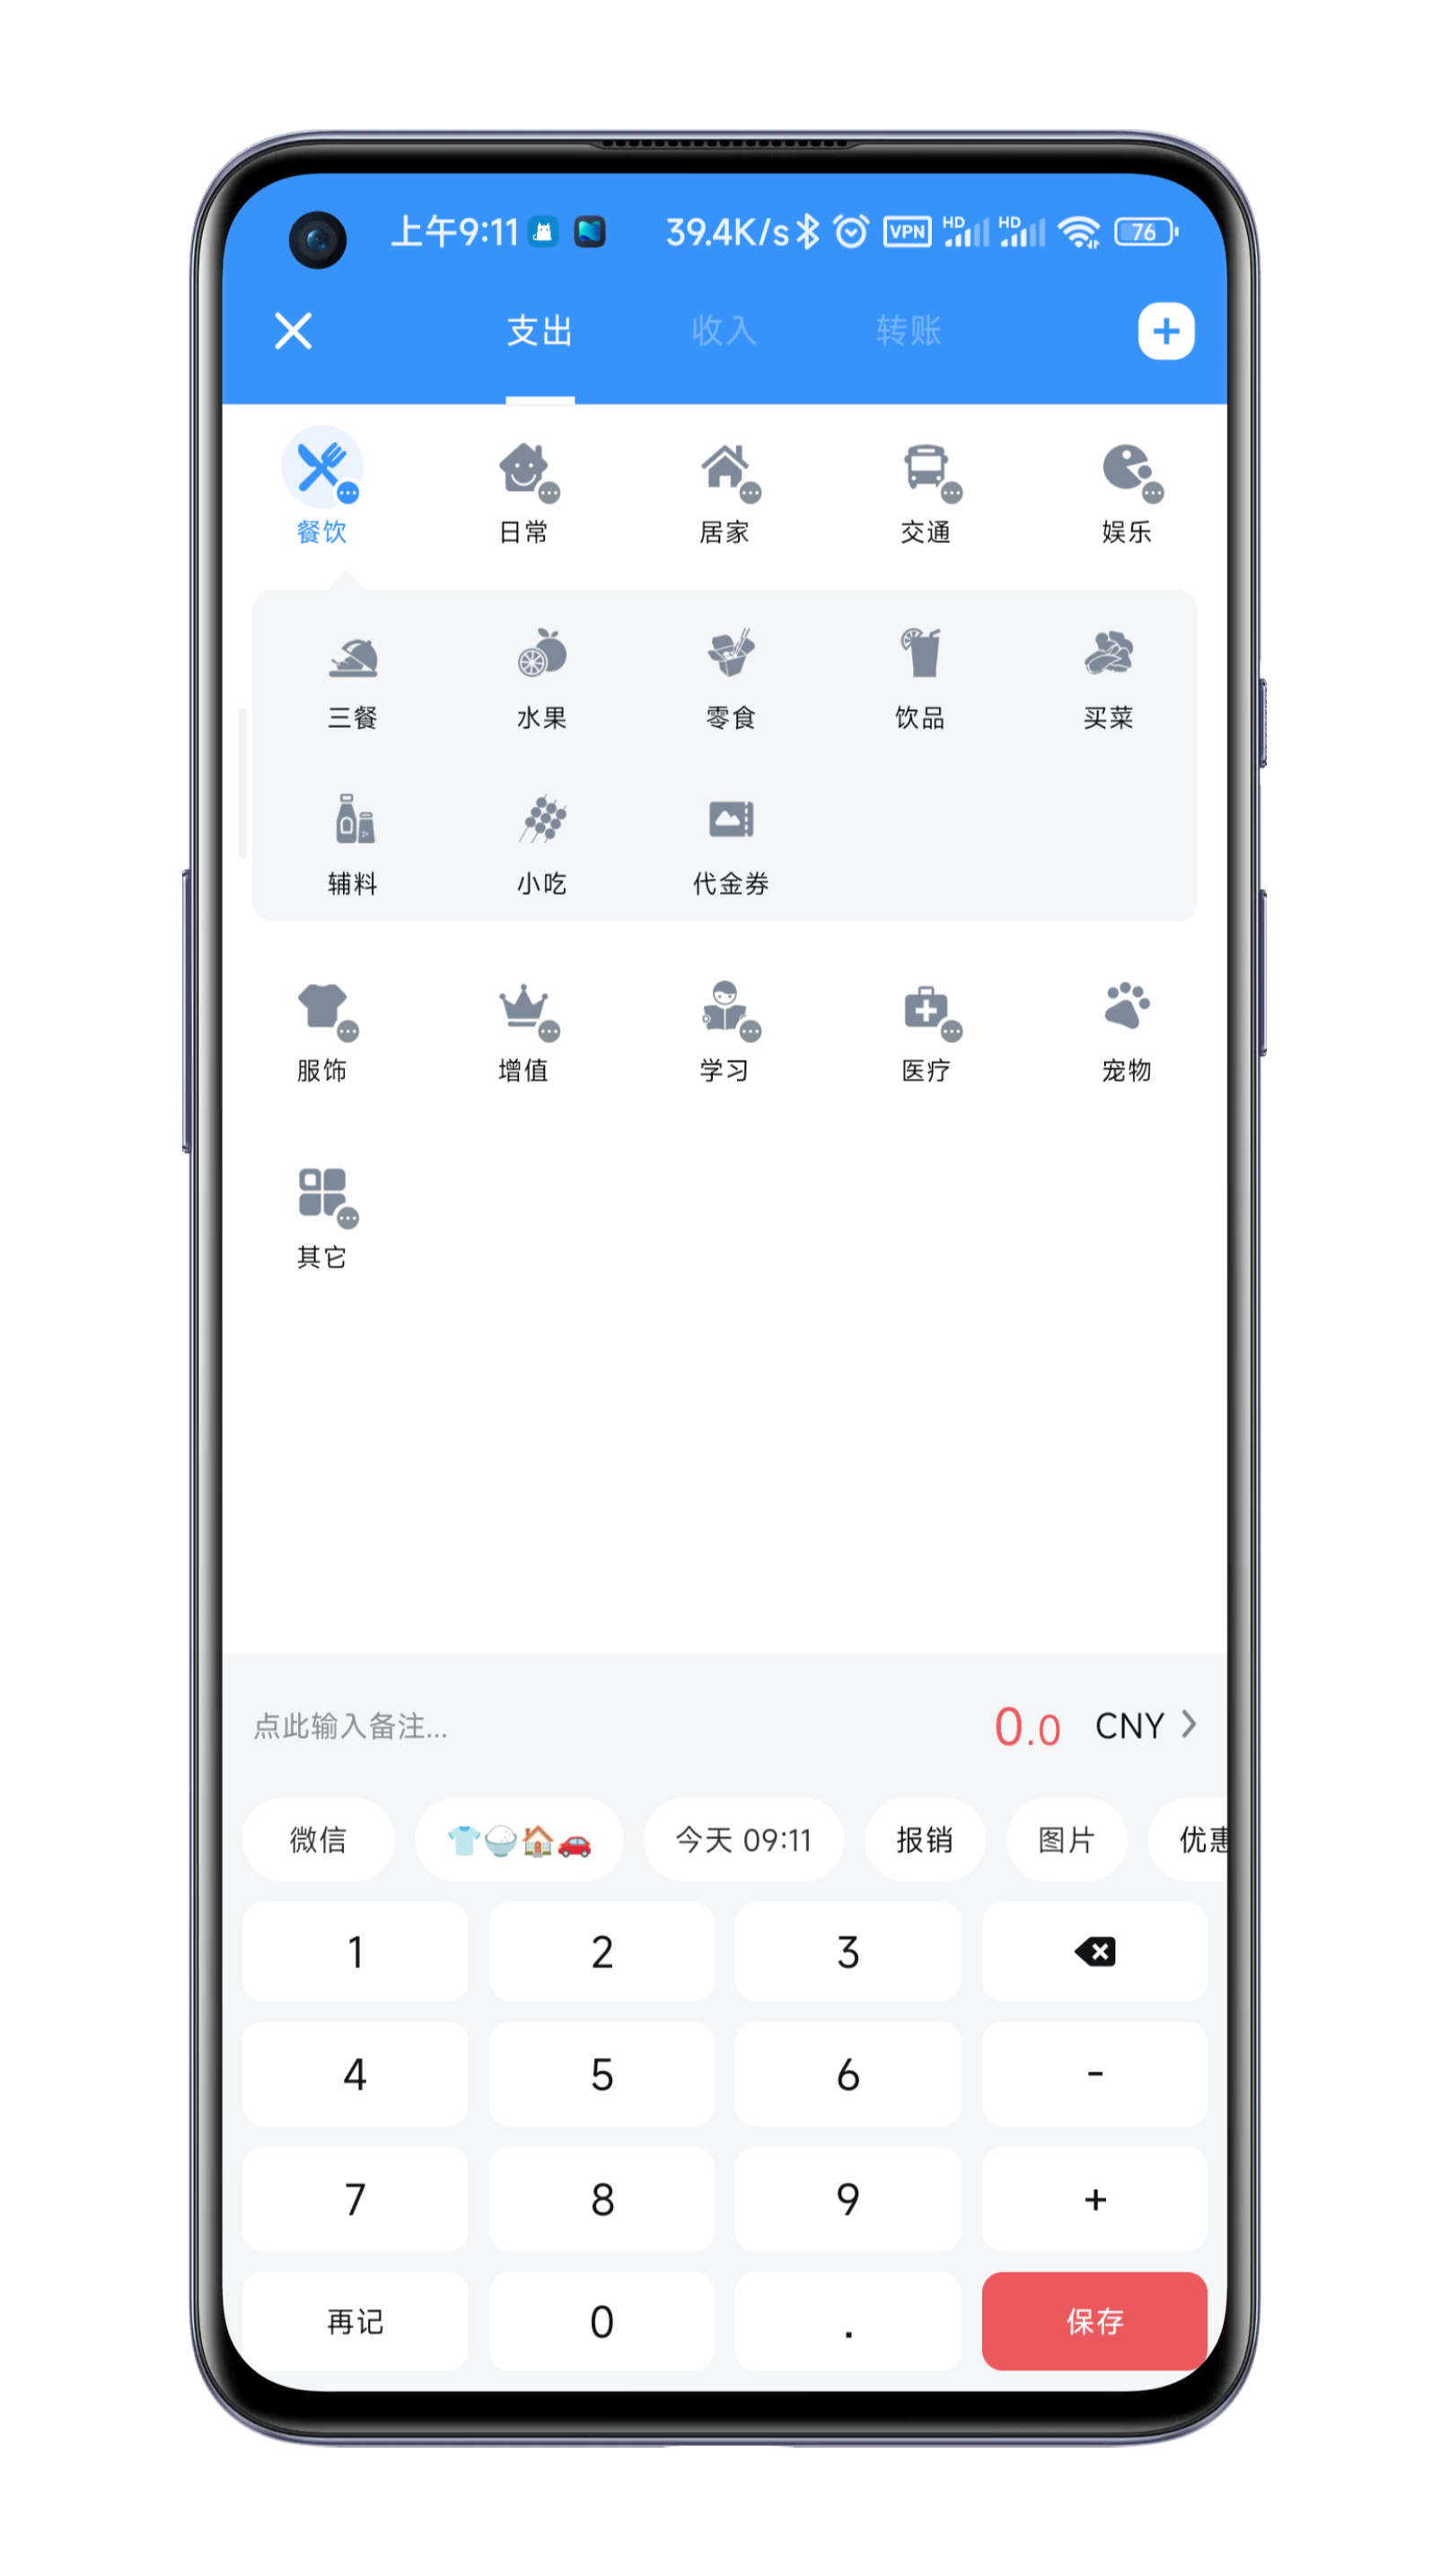 上午9:11 39.4K/s VPN HD HD 76
支出 收入 转账
餐饮 日常 居家 交通 娱乐
三餐 水果 零食 饮品 买菜
辅料 小吃 代金券
服饰 增值 学习 医疗 宠物
其它
点此输入备注... 0.0 CNY
微信 今天 09:11 报销 图片 优惠
1 2 3
4 5 6 -
7 8 9 +
再记 0 . 保存